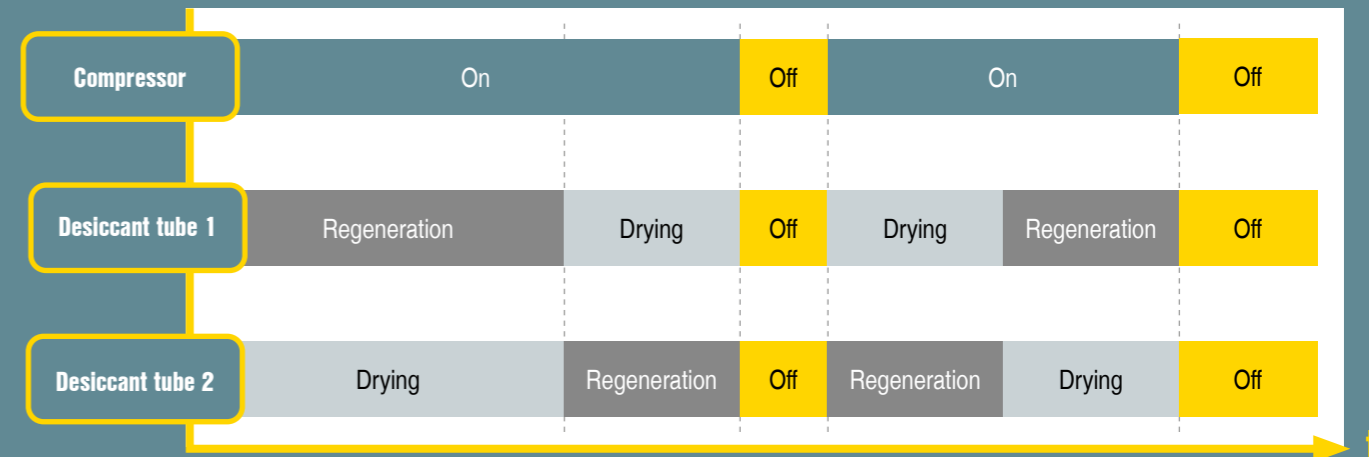 Compressor
On
Off
On
Off
Desiccant tube 1
Regeneration
Drying
Off
Drying
Regeneration
Off
Desiccant tube 2
Drying
Regeneration
Off
Regeneration
Drying
Off